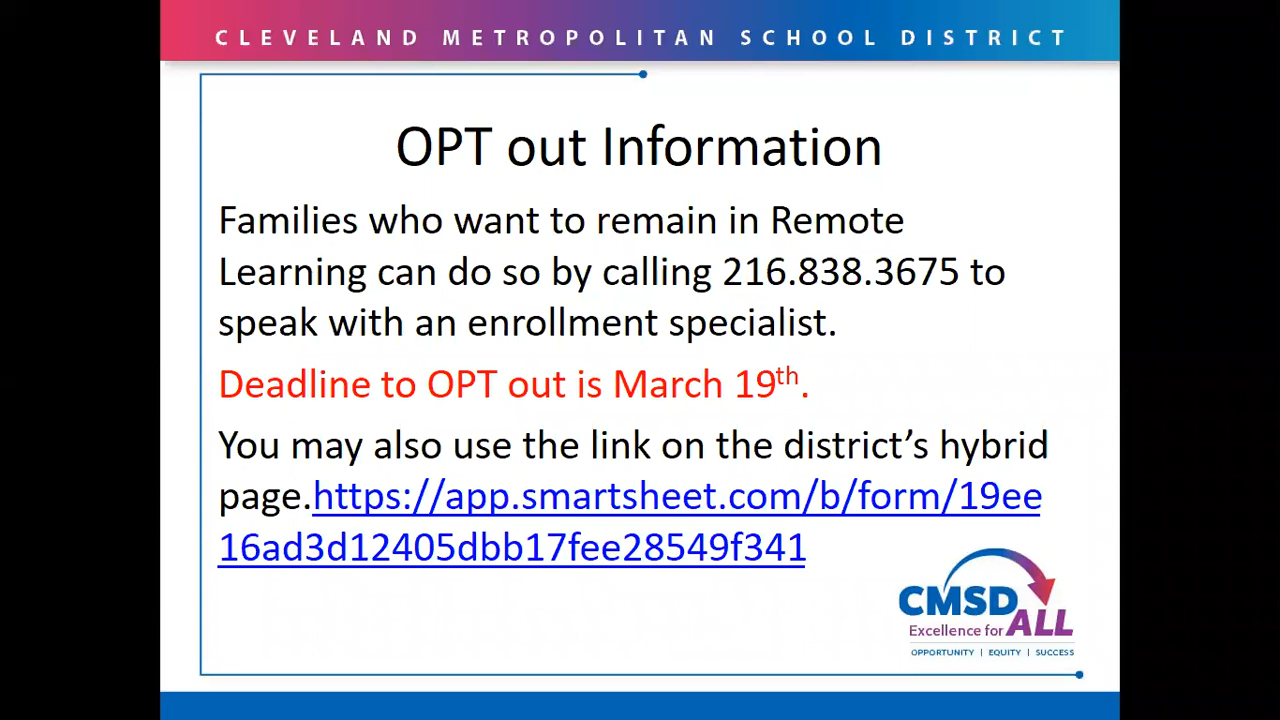 CLEVELAND METROPOLITAN SCHOOL DISTRICT
OPT out Information
Families who want to remain in Remote
Learning can do so by calling 216.838.3675 to
speak with an enrollment specialist.
Deadline to OPT out is March 19th.
You may also use the link on the district’s hybrid
page.https://app.smartsheet.com/b/form/19ee
16ad3d12405dbb17fee28549f341
CMSD
Excellence for ALL
OPPORTUNITY | EQUITY | SUCCESS